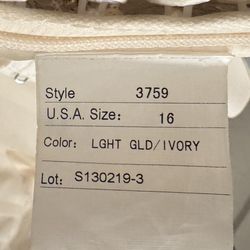 Style 3759
U.S.A. Size: 16
Color: LGHT GLD/IVORY
Lot: S130219-3